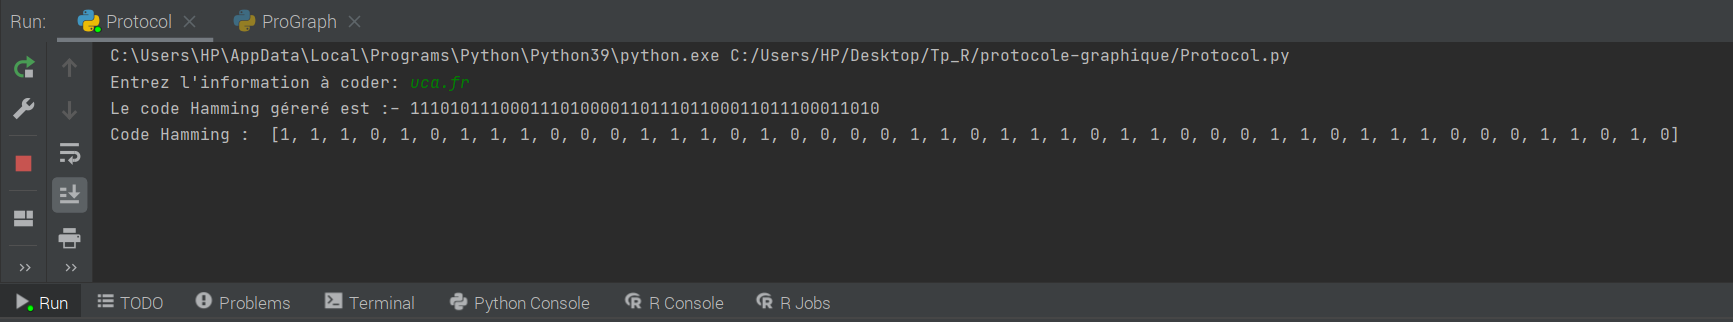 Run: Protocol ProGraph
C:\Users\HP\AppData\Local\Programs\Python\Python39\python.exe C:/Users/HP/Desktop/Tp_R/protocole-graphique/Protocol.py
Entrez l'information à coder: uca.fr
Le code Hamming géreré est :- 11101011100011101000011011101100011011100011010
Code Hamming :  [1, 1, 1, 0, 1, 0, 1, 1, 1, 0, 0, 0, 1, 1, 1, 0, 1, 0, 0, 0, 0, 1, 1, 0, 1, 1, 1, 0, 1, 1, 0, 0, 0, 1, 1, 0, 1, 1, 1, 0, 0, 0, 1, 1, 0, 1, 0]
Run TODO Problems Terminal Python Console R Console R Jobs